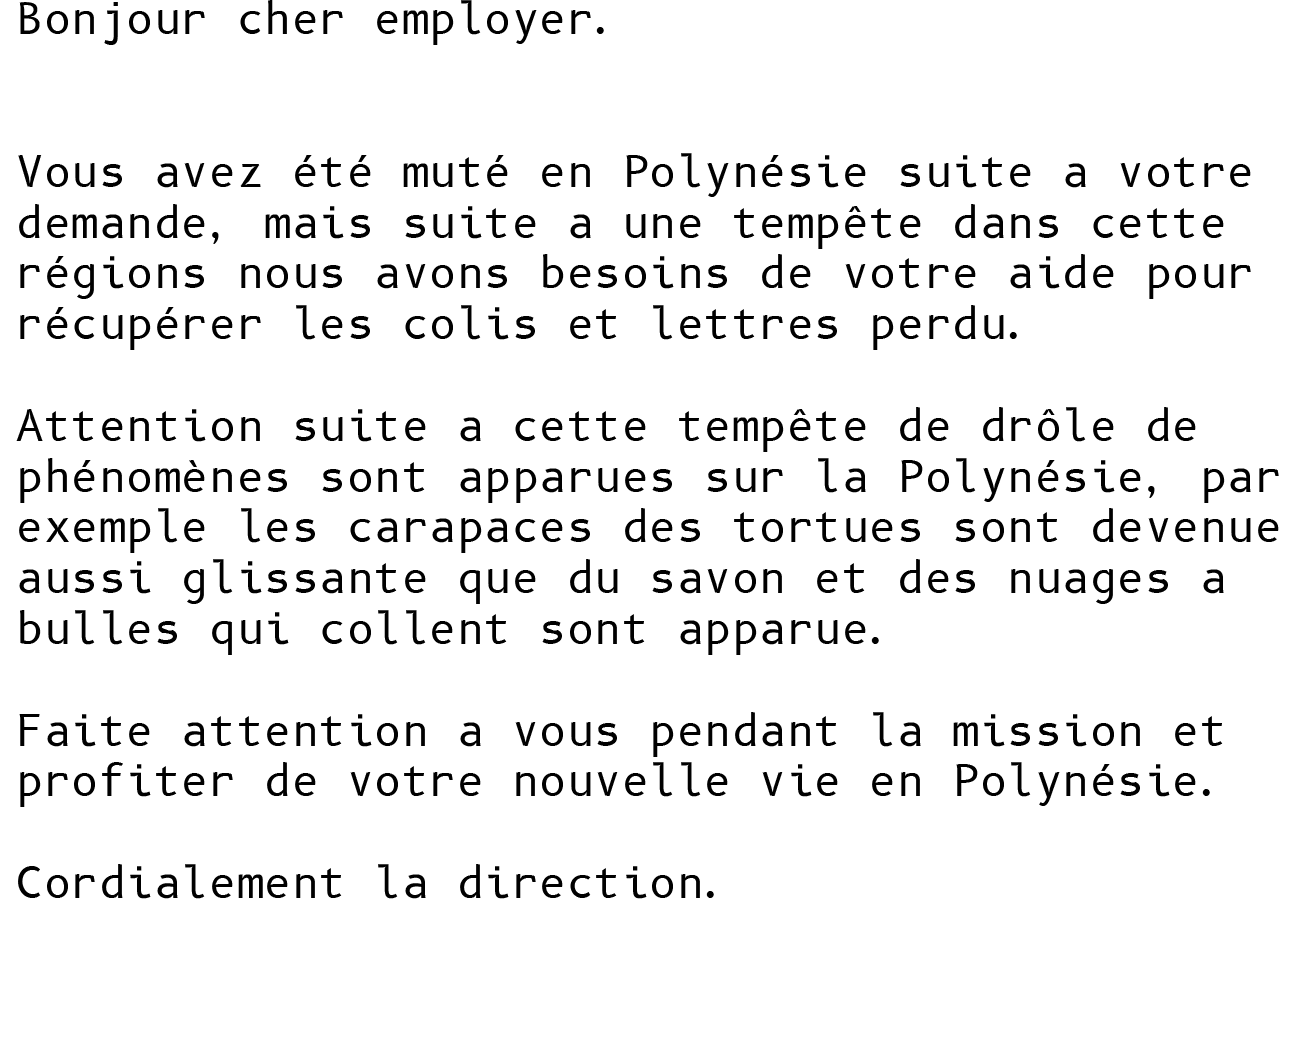 Bonjour cher employer.
Vous avez été muté en Polynésie suite a votre
demande, mais suite a une tempête dans cette
régions nous avons besoins de votre aide pour
récupérer les colis et lettres perdu.
Attention suite a cette tempête de drôle de
phénomènes sont apparues sur la Polynésie, par
exemple les carapaces des tortues sont devenue
aussi glissante que du savon et des nuages a
bulles qui collent sont apparue.
Faite attention a vous pendant la mission et
profiter de votre nouvelle vie en Polynésie.
Cordialement la direction.